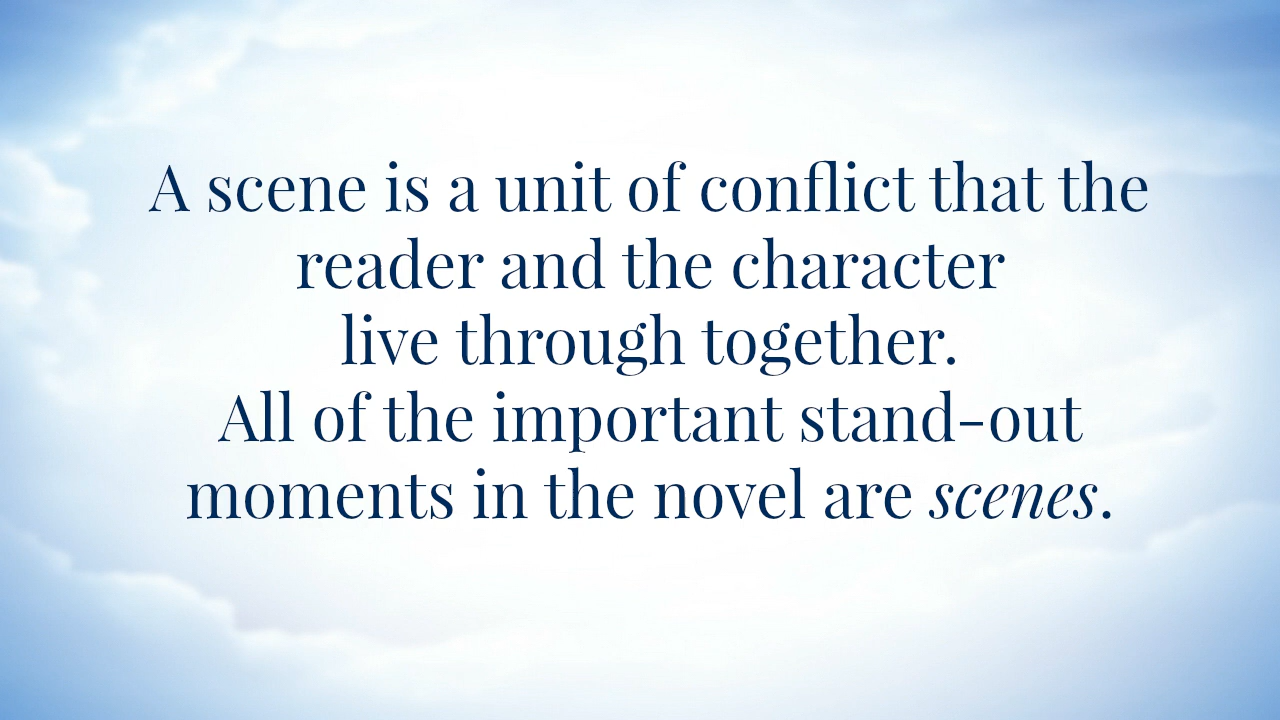 A scene is a unit of conflict that the
reader and the character
live through together.
All of the important stand-out
moments in the novel are scenes.